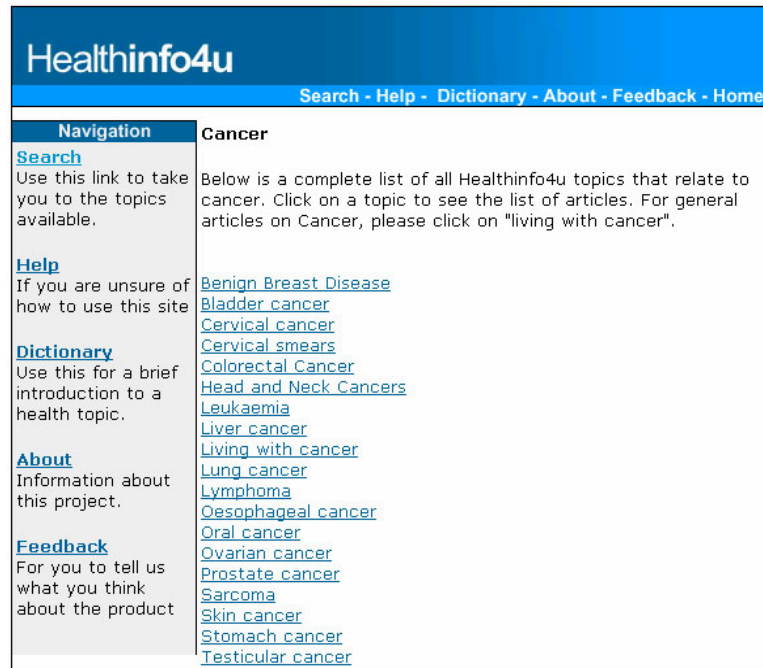 Healthinfo4u
Search - Help - Dictionary - About - Feedback - Home
Navigation
Search
Use this link to take
you to the topics
available.
Help
If you are unsure of
how to use this site
Dictionary
Use this for a brief
introduction to a
health topic.
About
Information about
this project.
Feedback
For you to tell us
what you think
about the product
Cancer
Below is a complete list of all Healthinfo4u topics that relate to
cancer. Click on a topic to see the list of articles. For general
articles on Cancer, please click on "living with cancer".
Benign Breast Disease
Bladder cancer
Cervical cancer
Cervical smears
Colorectal Cancer
Head and Neck Cancers
Leukaemia
Liver cancer
Living with cancer
Lung cancer
Lymphoma
Oesophageal cancer
Oral cancer
Ovarian cancer
Prostate cancer
Sarcoma
Skin cancer
Stomach cancer
Testicular cancer